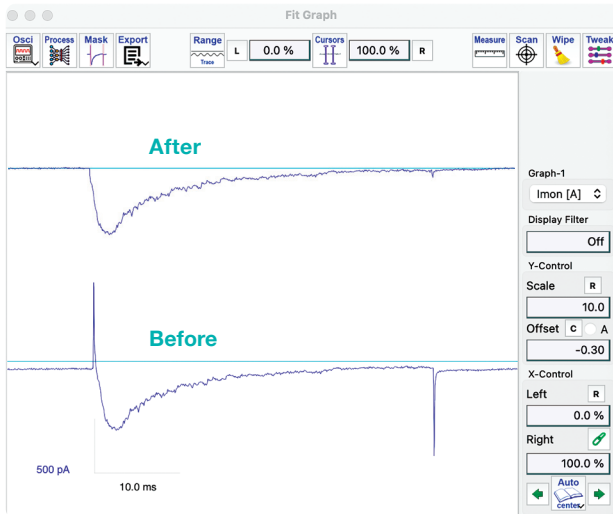 Fit Graph
Osci Process Mask Export Range Trace L 0.0 % Cursors 100.0 % R Measure Scan Wipe Tweak
After
Before
500 pA
10.0 ms
Graph-1
Imon [A]
Display Filter
Off
Y-Control
Scale R
10.0
Offset C A
-0.30
X-Control
Left R
0.0 %
Right
100.0 %
Auto
center